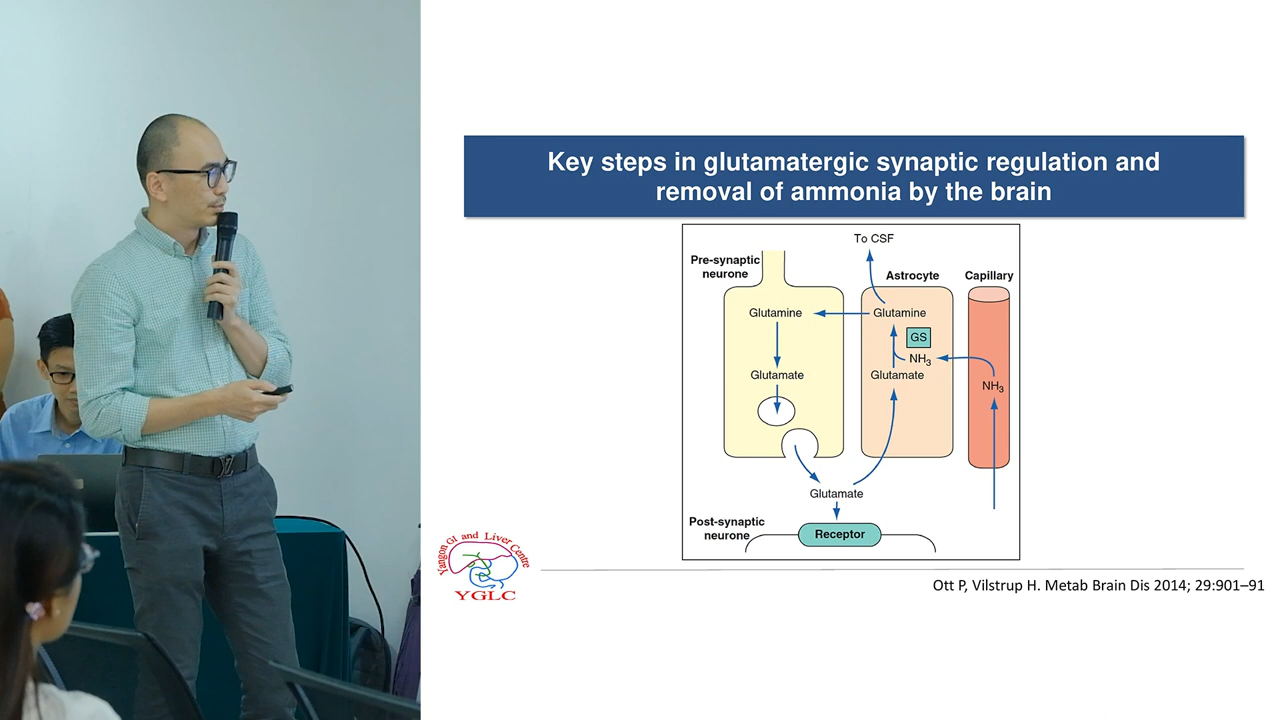 Key steps in glutamatergic synaptic regulation and
removal of ammonia by the brain
To CSF
Pre-synaptic
neurone
Astrocyte
Capillary
Glutamine
Glutamine
GS
NH₃
Glutamate
Glutamate
NH₃
Glutamate
Post-synaptic
neurone
Receptor
Yangon GI and Liver Centre
YGLC
Ott P, Vilstrup H. Metab Brain Dis 2014; 29:901–91